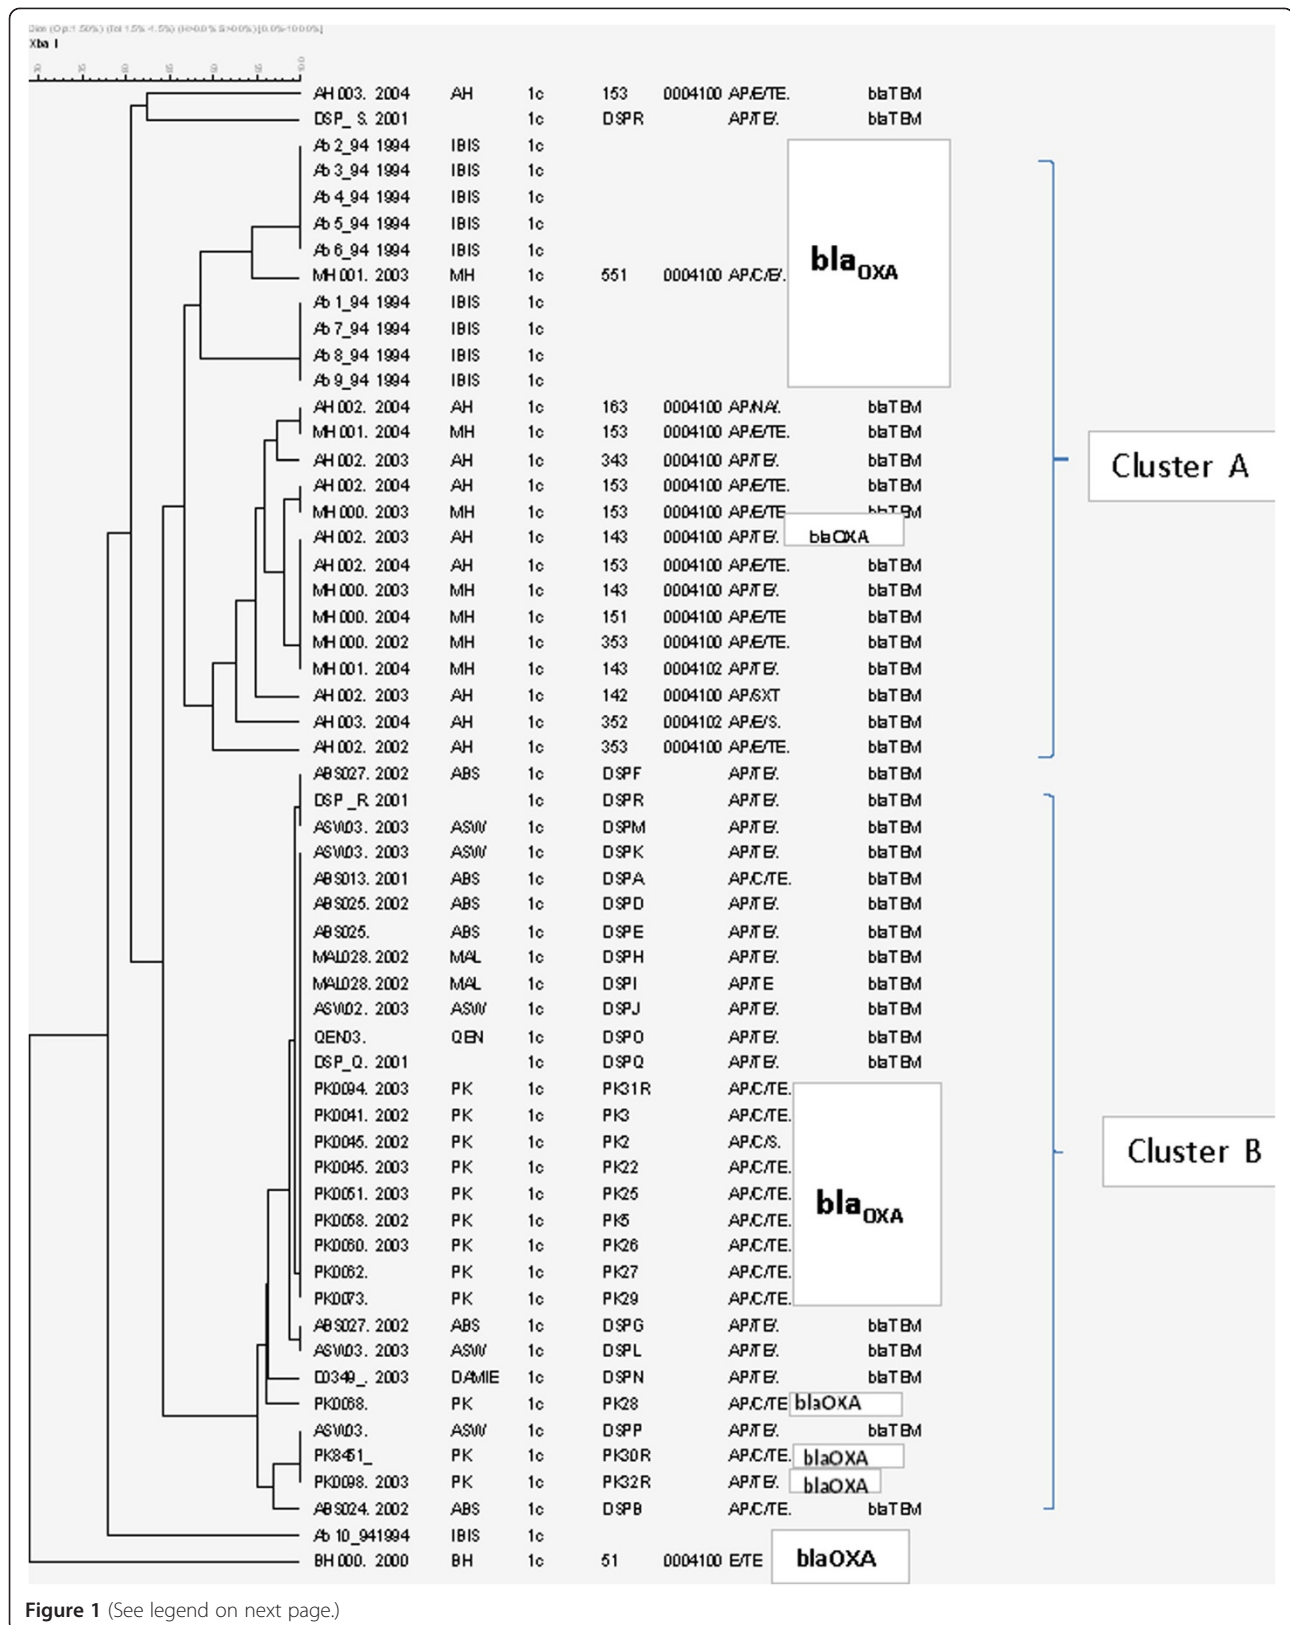 Xba I
AH003. 2004 AH 1c 153 0004100 AP/E/TE. blaTEM
DSP_S. 2001 1c DSPR AP/TE/. blaTEM
Ab2_94 1994 IBIS 1c
Ab3_94 1994 IBIS 1c
Ab4_94 1994 IBIS 1c
Ab5_94 1994 IBIS 1c
Ab6_94 1994 IBIS 1c
blaOXA
MH001. 2003 MH 1c 551 0004100 AP/C/E/.
Ab1_94 1994 IBIS 1c
Ab7_94 1994 IBIS 1c
Ab8_94 1994 IBIS 1c
Ab9_94 1994 IBIS 1c
AH002. 2004 AH 1c 163 0004100 AP/NA/. blaTEM
MH001. 2004 MH 1c 153 0004100 AP/E/TE. blaTEM
AH002. 2003 AH 1c 343 0004100 AP/TE/. blaTEM
Cluster A
AH002. 2004 AH 1c 153 0004100 AP/E/TE. blaTEM
MH000. 2003 MH 1c 153 0004100 AP/E/TE blaTEM
AH002. 2003 AH 1c 143 0004100 AP/TE/. blaOXA
AH002. 2004 AH 1c 153 0004100 AP/E/TE. blaTEM
MH000. 2003 MH 1c 143 0004100 AP/TE/. blaTEM
MH000. 2004 MH 1c 151 0004100 AP/E/TE blaTEM
MH000. 2002 MH 1c 353 0004100 AP/E/TE. blaTEM
MH001. 2004 MH 1c 143 0004102 AP/TE/. blaTEM
AH002. 2003 AH 1c 142 0004100 AP/SXT blaTEM
AH003. 2004 AH 1c 352 0004102 AP/E/S. blaTEM
AH002. 2002 AH 1c 353 0004100 AP/E/TE. blaTEM
ABS027. 2002 ABS 1c DSPF AP/TE/. blaTEM
DSP_R 2001 1c DSPR AP/TE/. blaTEM
ASW03. 2003 ASW 1c DSPM AP/TE/. blaTEM
ASW03. 2003 ASW 1c DSPK AP/TE/. blaTEM
ABS013. 2001 ABS 1c DSPA AP/C/TE. blaTEM
ABS025. 2002 ABS 1c DSPD AP/TE/. blaTEM
ABS025. ABS 1c DSPE AP/TE/. blaTEM
MAL028. 2002 MAL 1c DSPH AP/TE/. blaTEM
MAL028. 2002 MAL 1c DSPI AP/TE blaTEM
ASW02. 2003 ASW 1c DSPJ AP/TE/. blaTEM
QEN03. QEN 1c DSPO AP/TE/. blaTEM
DSP_Q. 2001 1c DSPQ AP/TE/. blaTEM
PK0094. 2003 PK 1c PK31R AP/C/TE.
PK0041. 2002 PK 1c PK3 AP/C/TE.
PK0045. 2002 PK 1c PK2 AP/C/S.
Cluster B
PK0045. 2003 PK 1c PK22 AP/C/TE.
PK0051. 2003 PK 1c PK25 AP/C/TE.
blaOXA
PK0058. 2002 PK 1c PK5 AP/C/TE.
PK0060. 2003 PK 1c PK26 AP/C/TE.
PK0062. PK 1c PK27 AP/C/TE.
PK0073. PK 1c PK29 AP/C/TE.
ABS027. 2002 ABS 1c DSPG AP/TE/. blaTEM
ASW03. 2003 ASW 1c DSPL AP/TE/. blaTEM
D0349_. 2003 DAMIE 1c DSPN AP/TE/. blaTEM
PK0068. PK 1c PK28 AP/C/TE blaOXA
ASW03. ASW 1c DSPP AP/TE/. blaTEM
PK8451_ PK 1c PK30R AP/C/TE. blaOXA
PK0098. 2003 PK 1c PK32R AP/TE/. blaOXA
ABS024. 2002 ABS 1c DSPB AP/C/TE. blaTEM
Ab10_941994 IBIS 1c
BH000. 2000 BH 1c 51 0004100 E/TE blaOXA
Figure 1 (See legend on next page.)